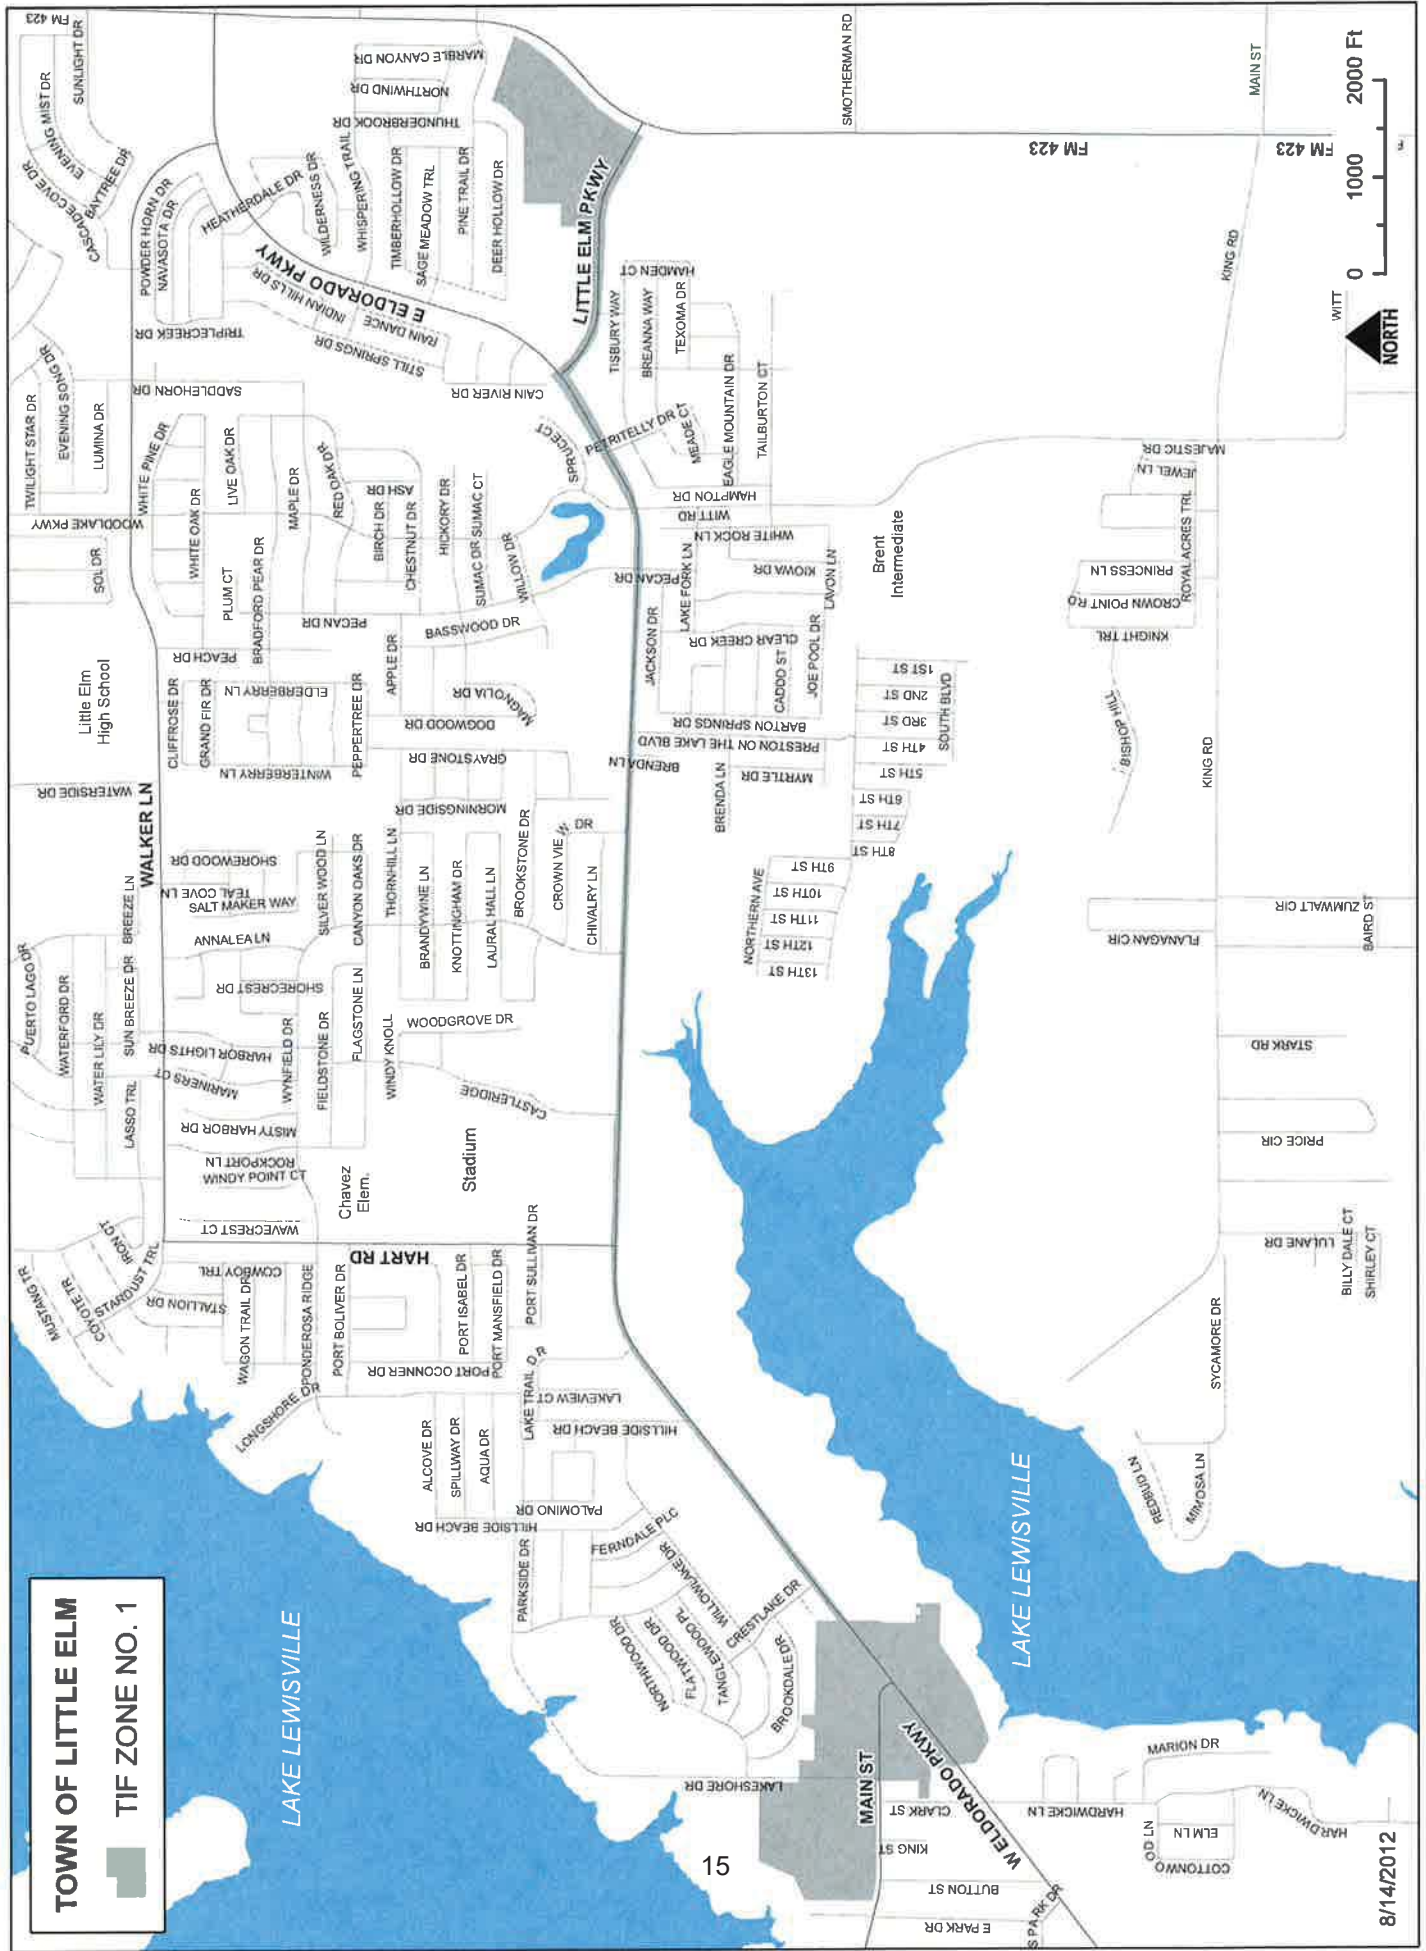 TOWN OF LITTLE ELM
TIF ZONE NO. 1
LAKE LEWISVILLE
LAKE LEWISVILLE
FM 423
SUNLIGHT DR
EVENING MIST DR
CASCADE COVE DR
BAYTREE DR
POWDER HORN DR
NAVASOTA DR
HEATHERDALE DR
WILDERNESS DR
WHISPERING TRAIL
TRIPLECREEK DR
INDIAN HILLS DR
RAIN DANCE
STILL SPRINGS DR
E ELDORADO PKWY
CAIN RIVER DR
MARBLE CANYON DR
NORTHWIND DR
THUNDERBROOK DR
TIMBERHOLLOW DR
SAGE MEADOW TRL
PINE TRAIL DR
DEER HOLLOW DR
LITTLE ELM PKWY
SMOTHERMAN RD
MAIN ST
FM 423
FM 423
KING RD
WITT
0 1000 2000 Ft
NORTH
TWILIGHT STAR DR
EVENING SONG DR
LUMINA DR
SADDLEHORN DR
WOODLAKE PKWY
SOL DR
WHITE PINE DR
WHITE OAK DR
LIVE OAK DR
PLUM CT
BRADFORD PEAR DR
MAPLE DR
RED OAK DR
ASH DR
BIRCH DR
CHESTNUT DR
HICKORY DR
SUMAC DR
SUMAC CT
WILLOW DR
SPRUCE CT
PECAN DR
PECAN DR
PEACH DR
BASSWOOD DR
APPLE DR
MAGNOLIA DR
DOGWOOD DR
ELDERBERRY LN
CLIFFROSE DR
GRAND FIR DR
PEPPERTREE DR
WINTERBERRY LN
GRAYSTONE DR
MORNINGSIDE DR
Little Elm
High School
WATERSIDE DR
WALKER LN
SHOREWOOD DR
TEAL COVE LN
SALT MAKER WAY
ANNALEA LN
SHORECREST DR
SILVER WOOD LN
CANYON OAKS DR
THORNHILL LN
BRANDYWINE LN
KNOTTINGHAM DR
LAURAL HALL LN
BROOKSTONE DR
CROWN VIEW DR
CHIVALRY LN
PUERTO LAGO DR
WATERFORD DR
WATER LILY DR
SUN BREEZE DR
BREEZE LN
LASSO TRL
HARBOR LIGHTS DR
MARINERS CT
WYNFIELD DR
FIELDSTONE DR
FLAGSTONE LN
WINDY KNOLL
WOODGROVE DR
CASTLERIDGE
MISTY HARBOR DR
ROCKPORT LN
WINDY POINT CT
WAVECREST CT
Chavez
Elem.
Stadium
HART RD
MUSTANG TR
COYOTE TR
STARDUST TRL
IRON CT
COWBOY TRL
STALLION DR
WAGON TRAIL DR
PONDEROSA RIDGE
PORT BOLIVER DR
PORT OCONNER DR
PORT ISABEL DR
PORT MANSFIELD DR
PORT SULLIVAN DR
LONGSHORE DR
LAKE TRAIL DR
LAKEVIEW CT
HILLSIDE BEACH DR
HILLSIDE BEACH DR
ALCOVE DR
SPILLWAY DR
AQUA DR
PALOMINO DR
PARKSIDE DR
FERNDALE PLC
WILLOWLAKE DR
NORTHWOOD DR
FLATWOOD DR
TANGLEWOOD PL
CRESTLAKE DR
BROOKDALE DR
LAKESHORE DR
MAIN ST
W ELDORADO PKWY
CLARK ST
KING ST
BUTTON ST
E PARK DR
S PARK DR
HARDWICKE LN
HARDWICKE LN
MARION DR
ELM LN
COTTONWOOD LN
TISBURY WAY
BREANNA WAY
TEXOMA DR
HAMDEN CT
PETRITELLY DR
MEADE CT
EAGLE MOUNTAIN DR
TAILBURTON CT
HAMPTON DR
WITT RD
WHITE ROCK LN
LAKE FORK LN
KIOWA DR
LAVON LN
JACKSON DR
CLEAR CREEK DR
CADDO ST
JOE POOL DR
BARTON SPRINGS DR
PRESTON ON THE LAKE BLVD
BRENDA LN
BRENDA LN
MYRTLE DR
Brent
Intermediate
1ST ST
2ND ST
3RD ST
4TH ST
5TH ST
6TH ST
7TH ST
8TH ST
9TH ST
10TH ST
11TH ST
12TH ST
13TH ST
SOUTH BLVD
NORTHERN AVE
MAJESTIC DR
JEWEL LN
ROYAL ACRES TRL
PRINCESS LN
CROWN POINT RD
KNIGHT TRL
BISHOP HILL
KING RD
ZUMWALT CIR
FLANAGAN CIR
BAIRD ST
STARK RD
PRICE CIR
LULANE DR
BILLY DALE CT
SHIRLEY CT
SYCAMORE DR
REDBUD LN
MIMOSA LN
15
8/14/2012